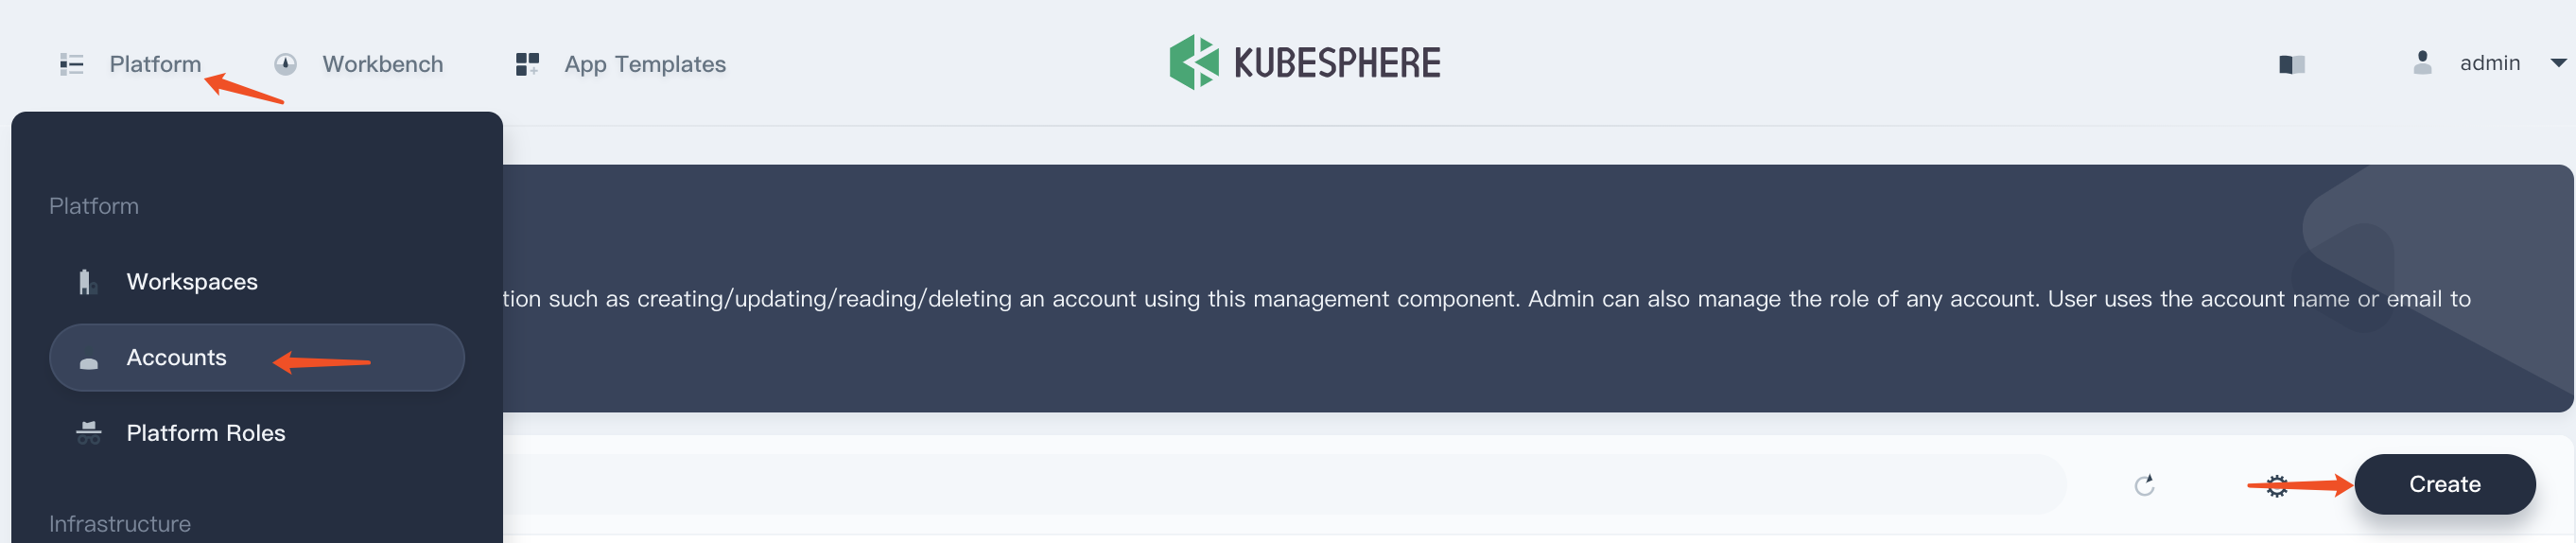 Platform
Workbench
App Templates
KUBESPHERE
admin
Platform
Workspaces
tion such as creating/updating/reading/deleting an account using this management component. Admin can also manage the role of any account. User uses the account name or email to
Accounts
Platform Roles
Create
Infrastructure